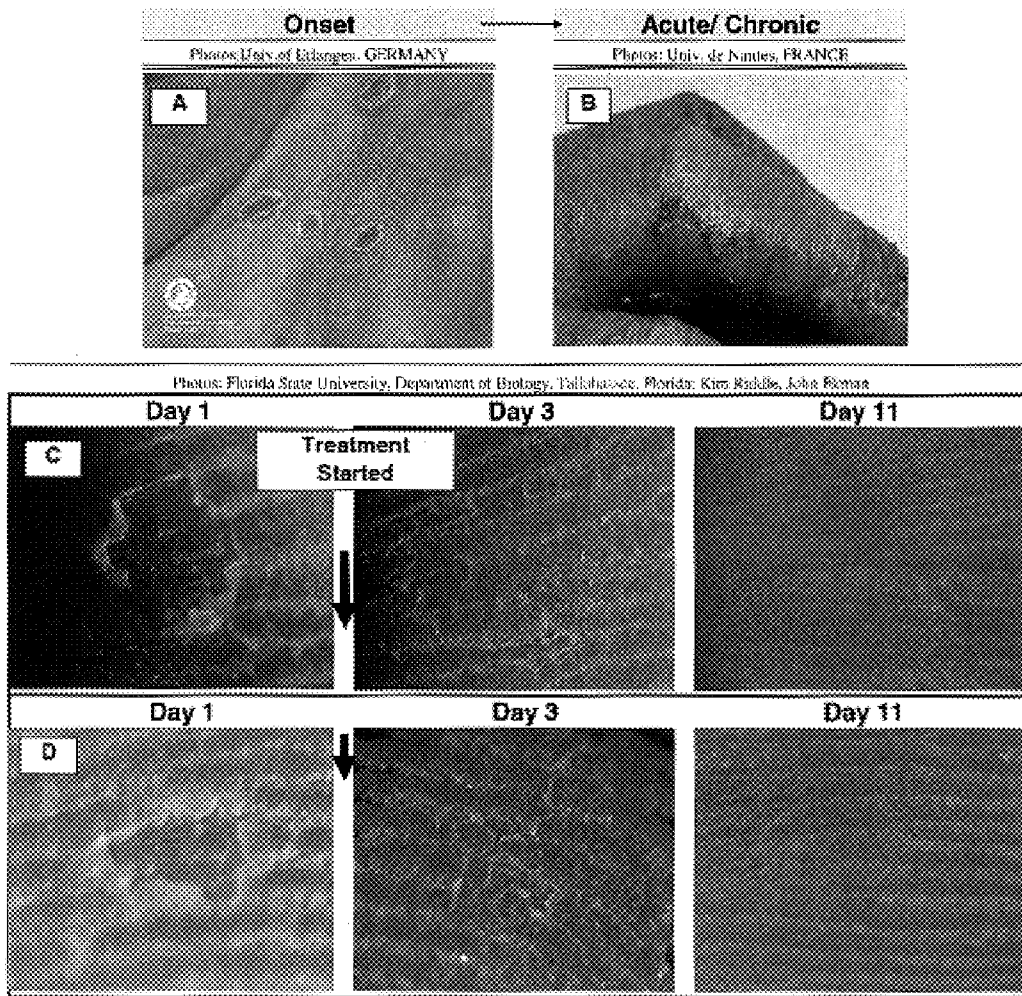 Onset
Acute/ Chronic
Photos: Univ. of Erlangen, GERMANY
Photos: Univ. de Nantes, FRANCE
A
B
Photos: Florida State University, Department of Biology, Tallahassee, Florida: Kim Riddle, John
Day 1
Day 3
Day 11
C
Treatment
Started
Day 1
Day 3
Day 11
D